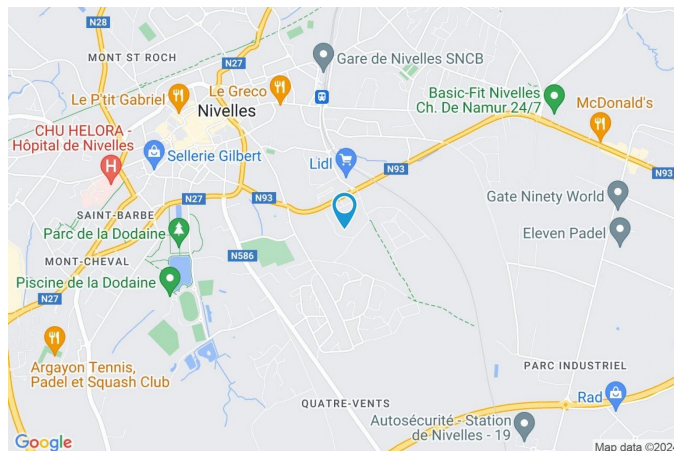 N28
MONT ST ROCH
N27
Gare de Nivelles SNCB
Le P'tit Gabriel
Le Greco
Nivelles
Basic-Fit Nivelles
Ch. De Namur 24/7
McDonald's
CHU HELORA -
Hôpital de Nivelles
H
Sellerie Gilbert
Lidl
N93
N93
N27
N93
Gate Ninety World
SAINT-BARBE
Parc de la Dodaine
Eleven Padel
N586
MONT-CHEVAL
Piscine de la Dodaine
N27
Argayon Tennis,
Padel et Squash Club
PARC INDUSTRIEL
Rad
QUATRE-VENTS
Autosécurité - Station
de Nivelles - 19
Google
Map data ©2024